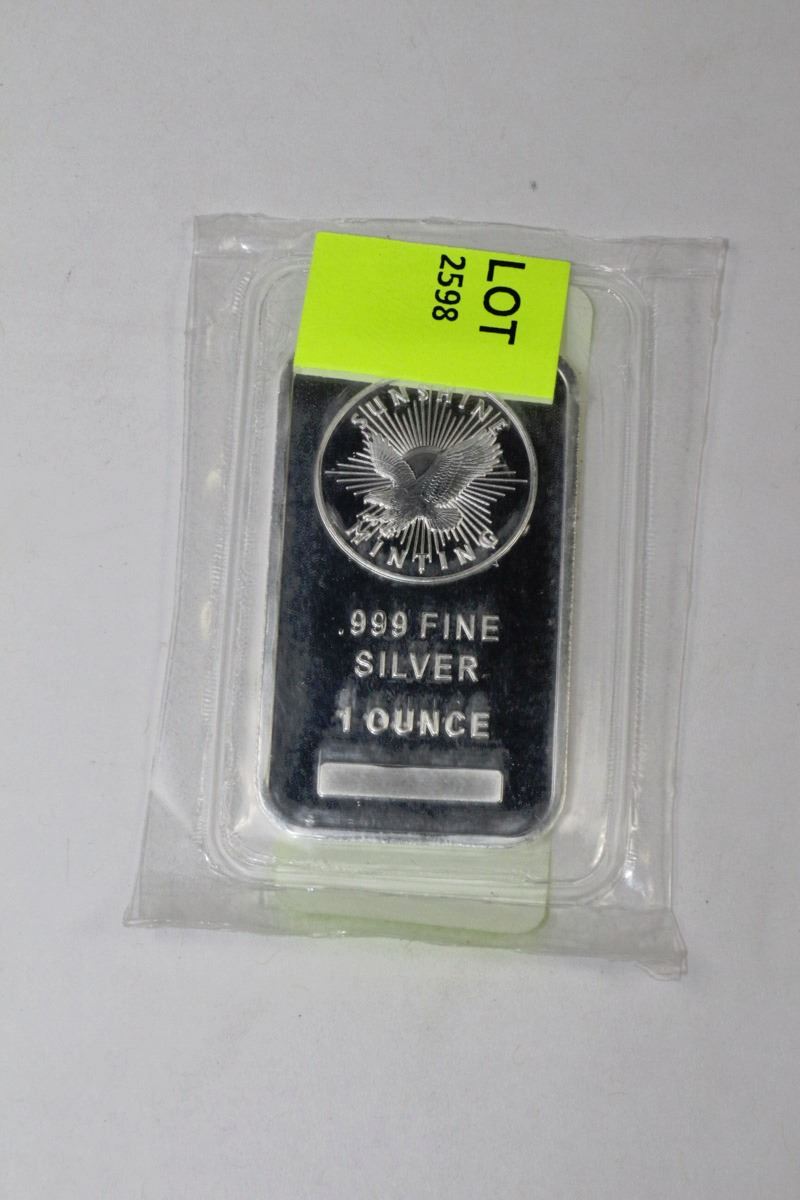 LOT
2598
SUNSHINE
MINTING
.999 FINE
SILVER
1 OUNCE